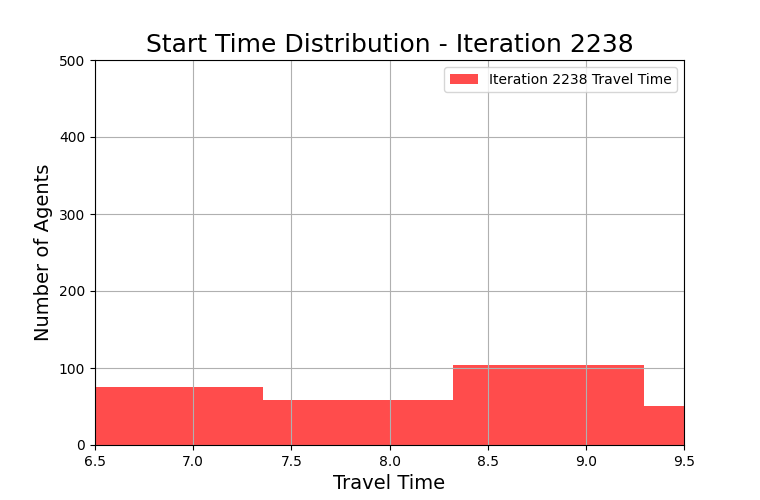 Start Time Distribution - Iteration 2238
Iteration 2238 Travel Time
Number of Agents
500
400
300
200
100
0
6.5 7.0 7.5 8.0 8.5 9.0 9.5
Travel Time